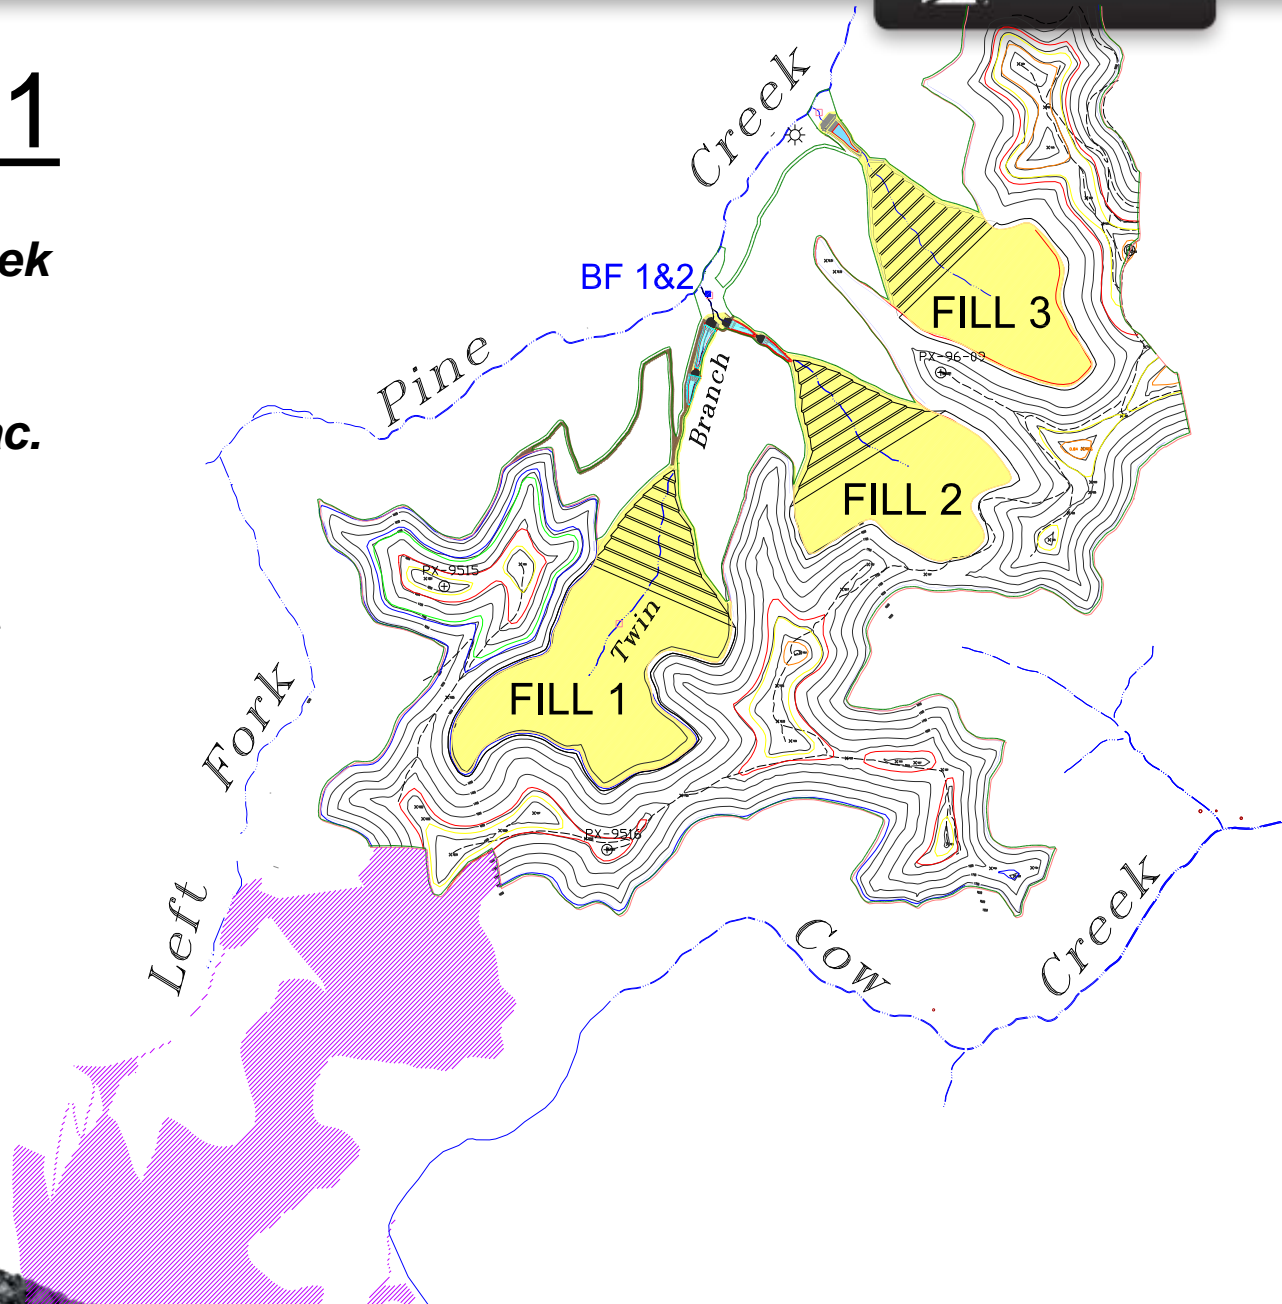 1
ek
ac.
Creek
BF 1&2
FILL 3
PX-96-09
Pine
Branch
FILL 2
PX-9515
Twin
FILL 1
Fork
PX-9516
Left
Cow
Creek